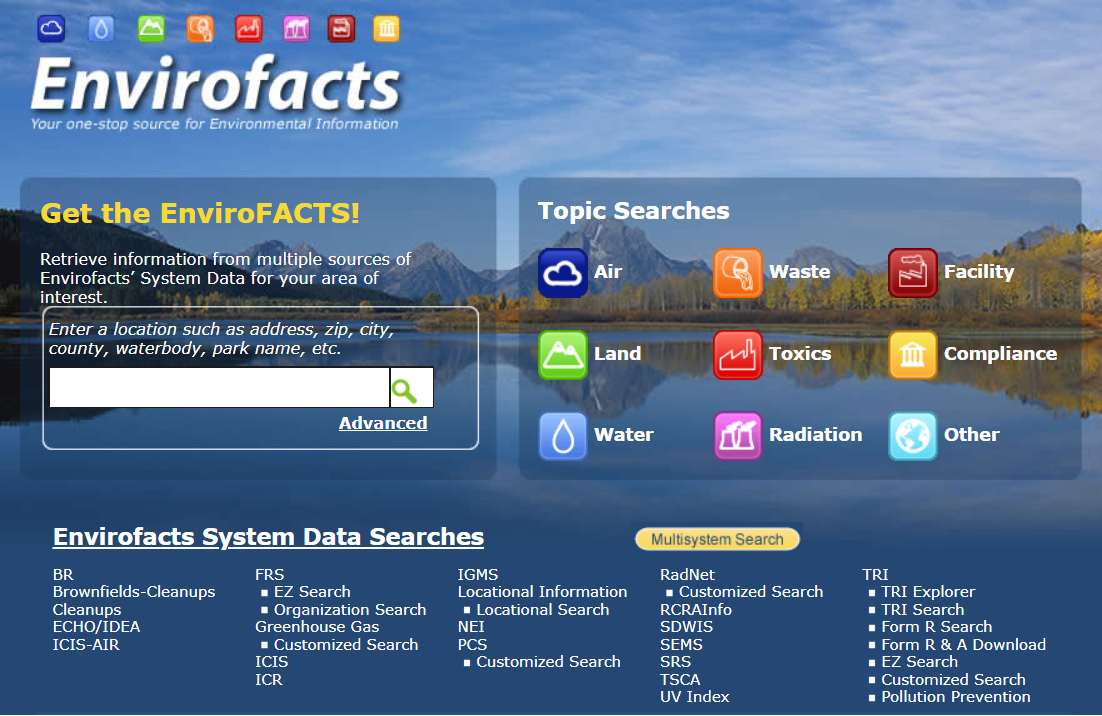 Envirofacts
Your one-stop source for Environmental Information
Get the EnviroFACTS!
Retrieve information from multiple sources of
Envirofacts’ System Data for your area of
interest.
Enter a location such as address, zip, city,
county, waterbody, park name, etc.
Advanced
Topic Searches
Air
Waste
Facility
Land
Toxics
Compliance
Water
Radiation
Other
Envirofacts System Data Searches
Multisystem Search
BR
Brownfields-Cleanups
Cleanups
ECHO/IDEA
ICIS-AIR
FRS
EZ Search
Organization Search
Greenhouse Gas
Customized Search
ICIS
ICR
IGMS
Locational Information
Locational Search
NEI
PCS
Customized Search
RadNet
Customized Search
RCRAInfo
SDWIS
SEMS
SRS
TSCA
UV Index
TRI
TRI Explorer
TRI Search
Form R Search
Form R & A Download
EZ Search
Customized Search
Pollution Prevention